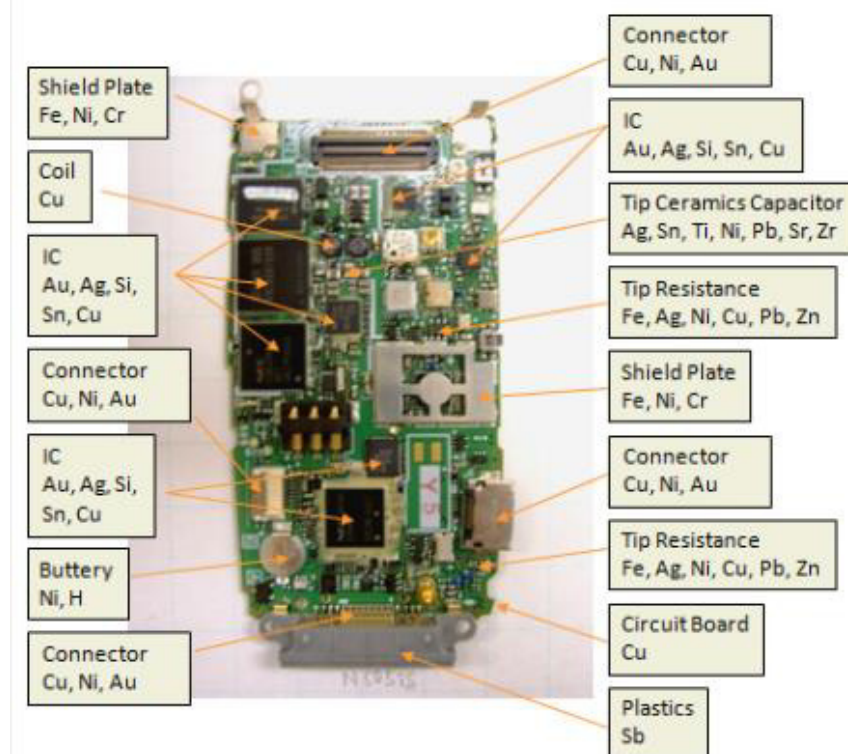 Connector
Cu, Ni, Au
Shield Plate
Fe, Ni, Cr
IC
Au, Ag, Si, Sn, Cu
Coil
Cu
Tip Ceramics Capacitor
Ag, Sn, Ti, Ni, Pb, Sr, Zr
IC
Au, Ag, Si,
Sn, Cu
Tip Resistance
Fe, Ag, Ni, Cu, Pb, Zn
Connector
Cu, Ni, Au
Shield Plate
Fe, Ni, Cr
IC
Au, Ag, Si,
Sn, Cu
Connector
Cu, Ni, Au
Y5
Buttery
Ni, H
Tip Resistance
Fe, Ag, Ni, Cu, Pb, Zn
Circuit Board
Cu
Connector
Cu, Ni, Au
Plastics
Sb